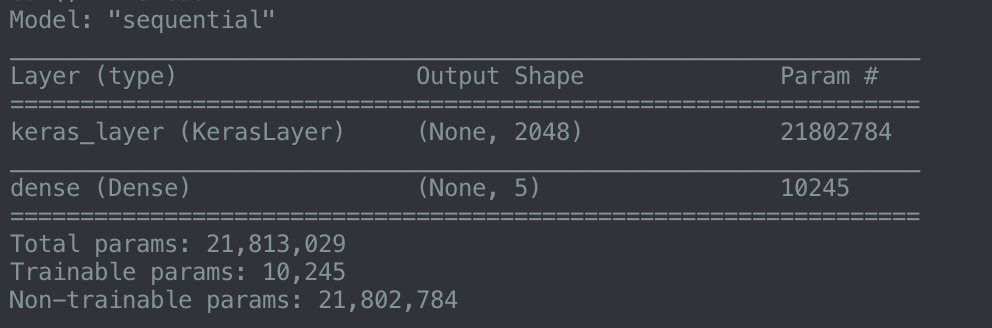 Model: "sequential"
Layer (type) Output Shape Param #
keras_layer (KerasLayer) (None, 2048) 21802784
dense (Dense) (None, 5) 10245
Total params: 21,813,029
Trainable params: 10,245
Non-trainable params: 21,802,784